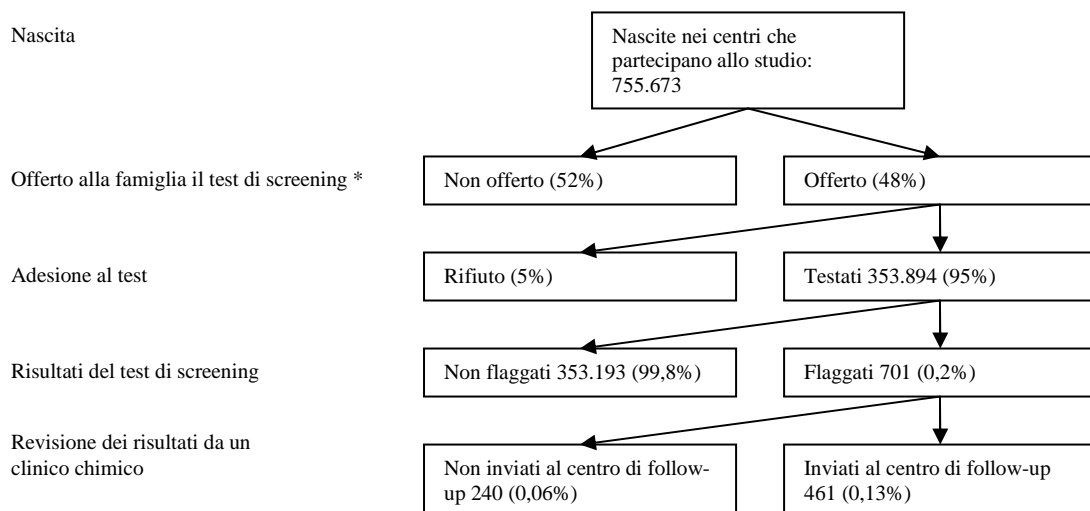 Nascita
Nascite nei centri che
partecipano allo studio:
755.673
Offerto alla famiglia il test di screening *
Non offerto (52%)
Offerto (48%)
Adesione al test
Rifiuto (5%)
Testati 353.894 (95%)
Risultati del test di screening
Non flaggati 353.193 (99,8%)
Flaggati 701 (0,2%)
Revisione dei risultati da un
clinico chimico
Non inviati al centro di follow-
up 240 (0,06%)
Inviati al centro di follow-up
461 (0,13%)